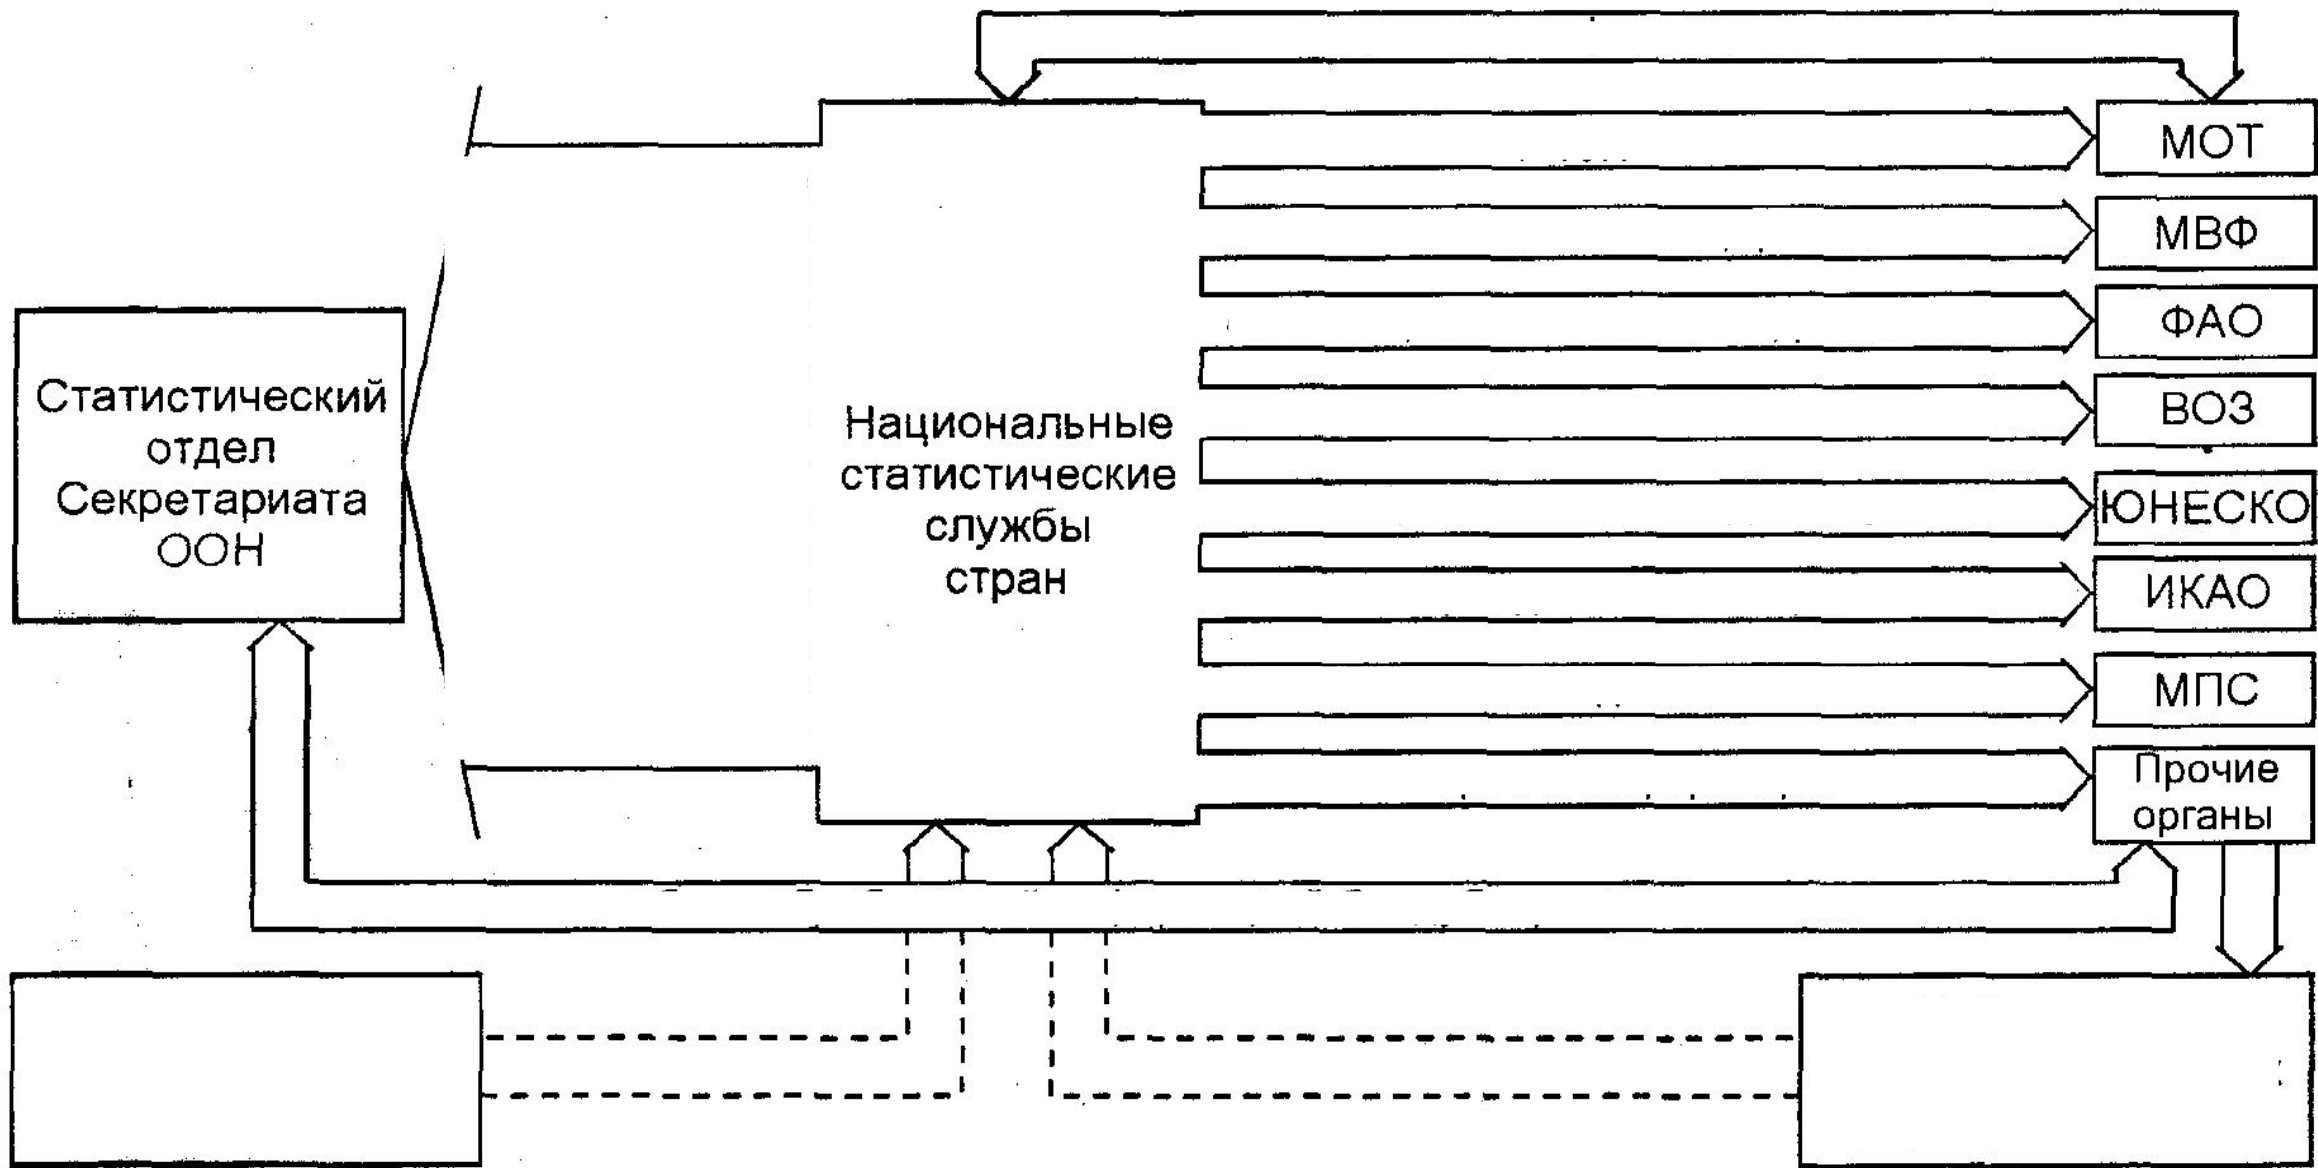 Статистический
отдел
Секретариата
ООН
Национальные
статистические
службы
стран
МОТ
МВФ
ФАО
ВОЗ
ЮНЕСКО
ИКАО
МПС
Прочие
органы